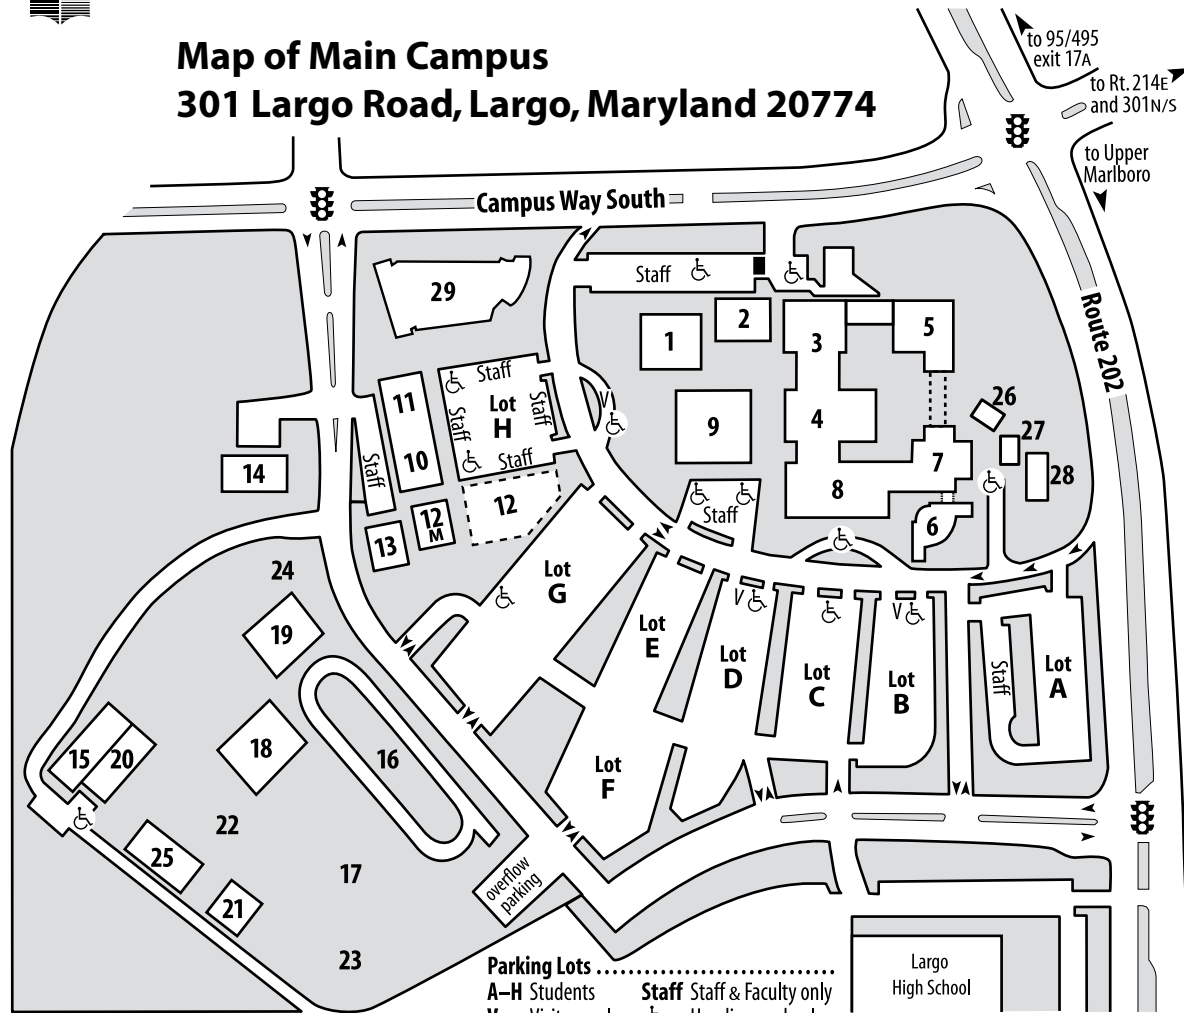 Map of Main Campus
301 Largo Road, Largo, Maryland 20774
to 95/495
exit 17A
to Rt. 214E
and 301N/S
to Upper
Marlboro
Campus Way South
Route 202
Staff
29
1
2
3
5
Staff
Lot
H
Staff
Staff
Staff
V
11
10
9
4
26
27
28
7
8
6
14
Staff
12
12
M
13
Staff
24
Lot
G
Lot
E
V
Lot
D
Lot
C
V
Lot
B
Staff
Lot
A
19
18
16
15
20
Lot
F
22
25
17
21
23
overflow
parking
Parking Lots
A–H Students
Staff Staff & Faculty only
Largo
High School